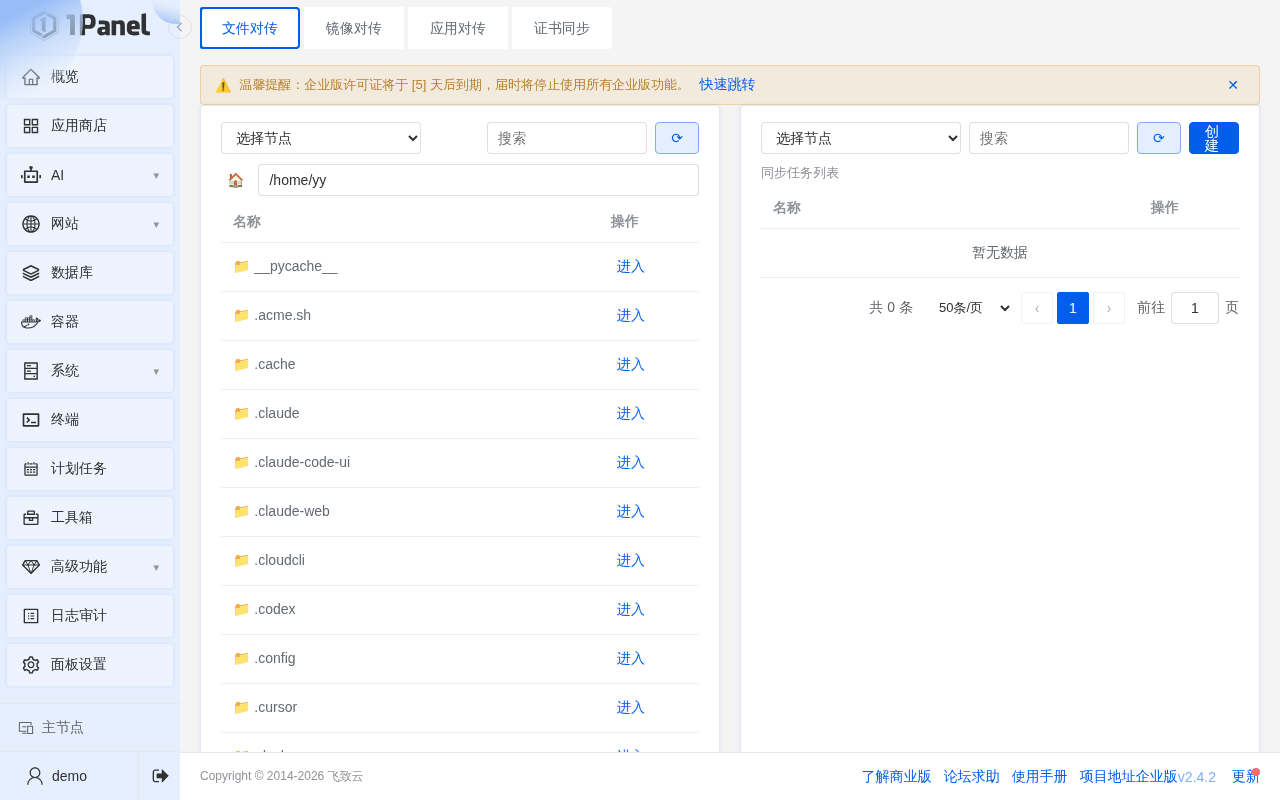 1Panel
文件对传 镜像对传 应用对传 证书同步
温馨提醒：企业版许可证将于 [5] 天后到期，届时将停止使用所有企业版功能。 快速跳转 ✕
概览
应用商店
AI
网站
数据库
容器
系统
终端
计划任务
工具箱
高级功能
日志审计
面板设置
主节点
demo
选择节点 搜索
/home/yy
名称 操作
__pycache__ 进入
.acme.sh 进入
.cache 进入
.claude 进入
.claude-code-ui 进入
.claude-web 进入
.cloudcli 进入
.codex 进入
.config 进入
.cursor 进入
选择节点 搜索 创建
同步任务列表
名称 操作
暂无数据
共 0 条 50条/页 ‹ 1 › 前往 1 页
Copyright © 2014-2026 飞致云 了解商业版 论坛求助 使用手册 项目地址企业版v2.4.2 更新